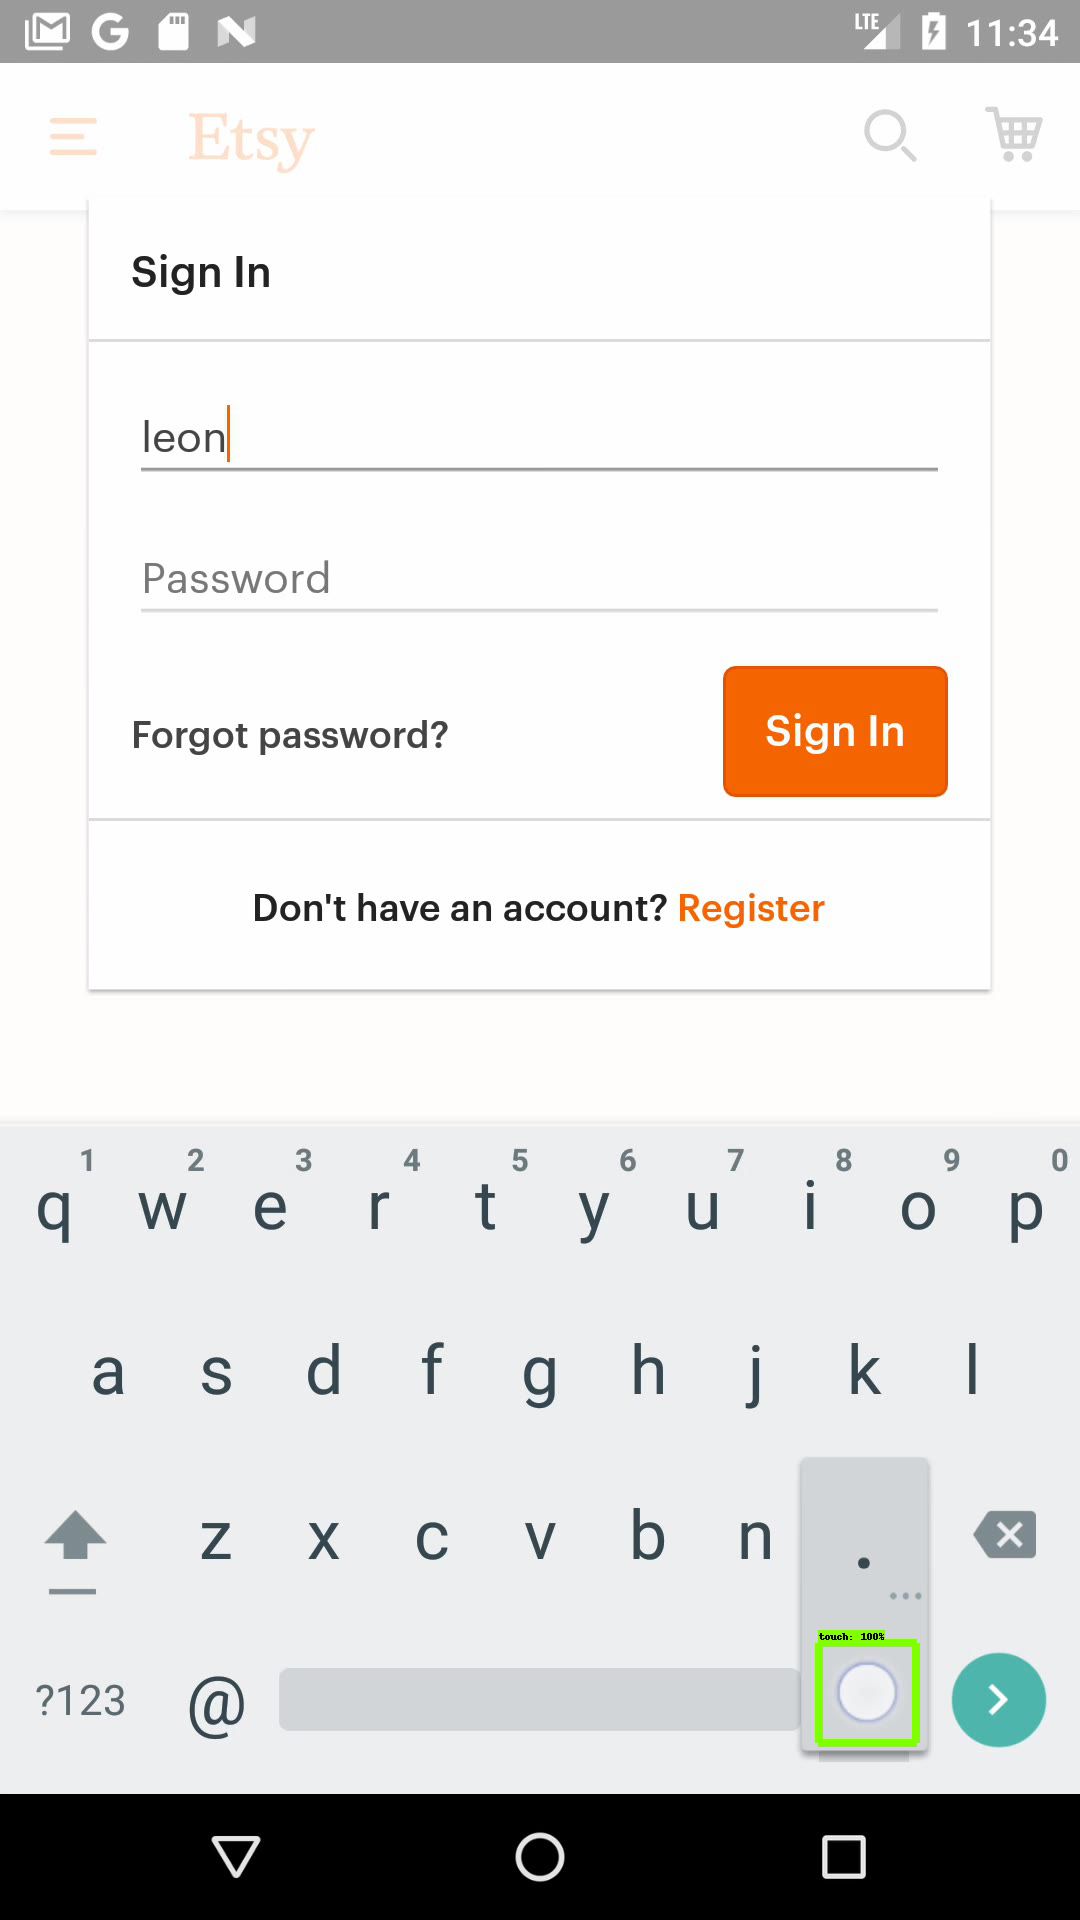 LTE 11:34
Etsy
Sign In
leon
Password
Forgot password? Sign In
Don't have an account? Register
1 2 3 4 5 6 7 8 9 0
q w e r t y u i o p
a s d f g h j k l
z x c v b n .
touch: 100%
?123 @